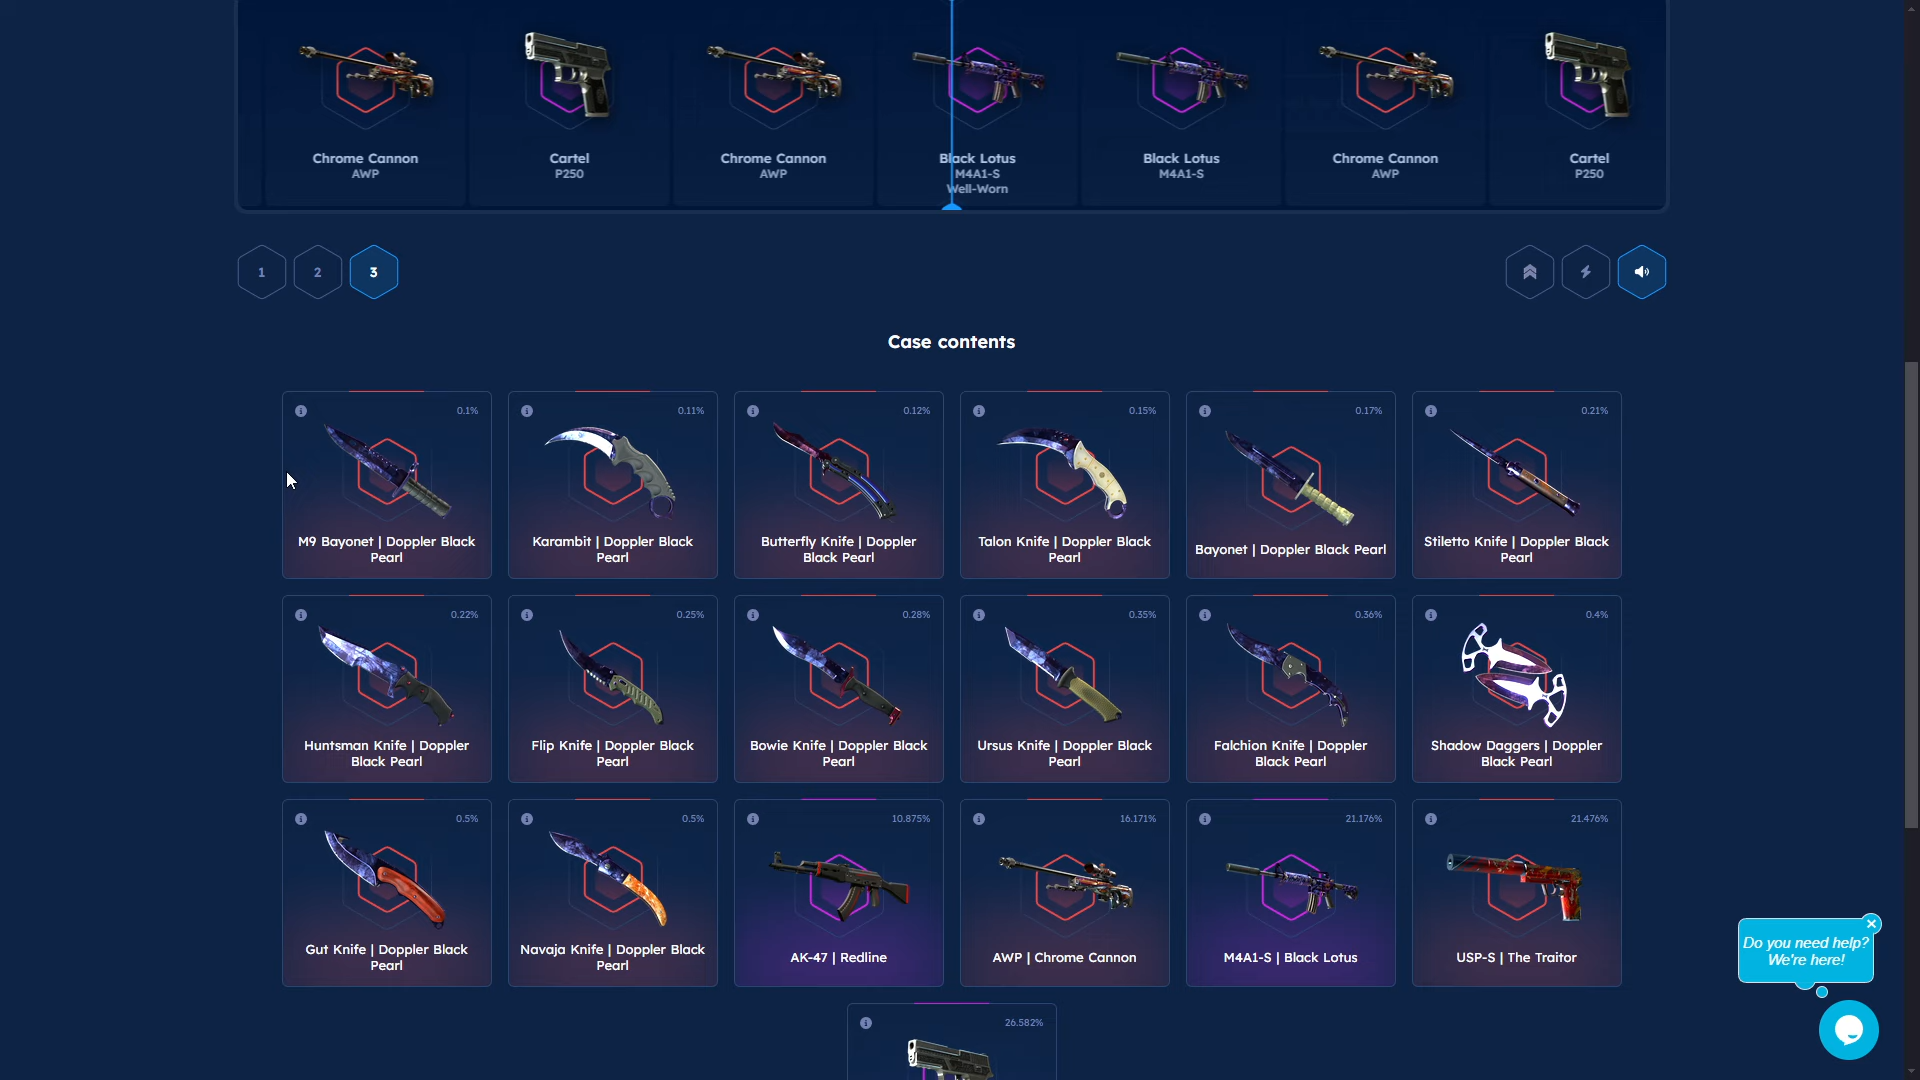 Chrome Cannon
AWP
Cartel
P250
Chrome Cannon
AWP
Black Lotus
M4A1-S
Well-Worn
Black Lotus
M4A1-S
Chrome Cannon
AWP
Cartel
P250
1
2
3
Case contents
0.1%
M9 Bayonet | Doppler Black
Pearl
0.11%
Karambit | Doppler Black
Pearl
0.12%
Butterfly Knife | Doppler
Black Pearl
0.15%
Talon Knife | Doppler Black
Pearl
0.17%
Bayonet | Doppler Black Pearl
0.21%
Stiletto Knife | Doppler Black
Pearl
0.22%
Huntsman Knife | Doppler
Black Pearl
0.25%
Flip Knife | Doppler Black
Pearl
0.28%
Bowie Knife | Doppler Black
Pearl
0.35%
Ursus Knife | Doppler Black
Pearl
0.36%
Falchion Knife | Doppler
Black Pearl
0.4%
Shadow Daggers | Doppler
Black Pearl
0.5%
Gut Knife | Doppler Black
Pearl
0.5%
Navaja Knife | Doppler Black
Pearl
10.875%
AK-47 | Redline
16.171%
AWP | Chrome Cannon
21.176%
M4A1-S | Black Lotus
21.476%
USP-S | The Traitor
26.582%
Do you need help?
We're here!